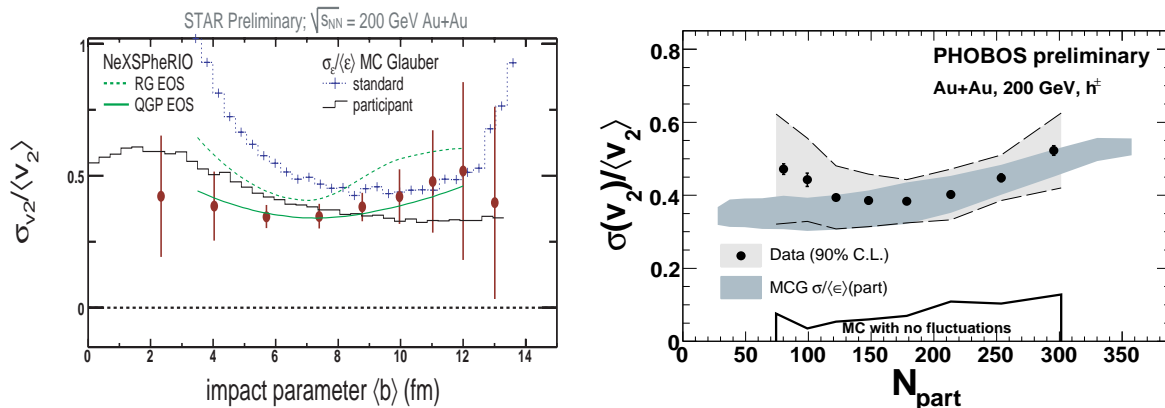 STAR Preliminary; √sNN = 200 GeV Au+Au
NeXSPheRIO
RG EOS
QGP EOS
σε/⟨ε⟩ MC Glauber
standard
participant
σv2/⟨v2⟩
1
0.5
0
0 2 4 6 8 10 12 14
impact parameter ⟨b⟩ (fm)
PHOBOS preliminary
Au+Au, 200 GeV, h±
σ(v2)/⟨v2⟩
0.8
0.6
0.4
0.2
0
Data (90% C.L.)
MCG σ/⟨∈⟩(part)
MC with no fluctuations
0 50 100 150 200 250 300 350
Npart